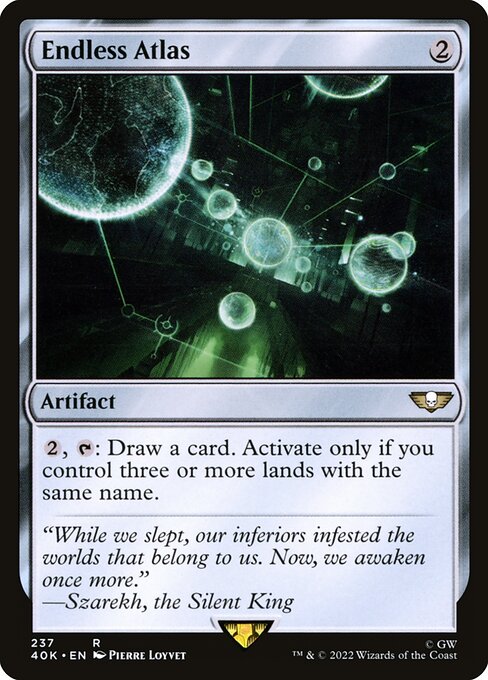 Endless Atlas 2
Artifact
2, : Draw a card. Activate only if you
control three or more lands with the
same name.
“While we slept, our inferiors infested the
worlds that belong to us. Now, we awaken
once more.”
—Szarekh, the Silent King
237 R © GW
40K • EN Pierre Loyvet ™ & © 2022 Wizards of the Coast